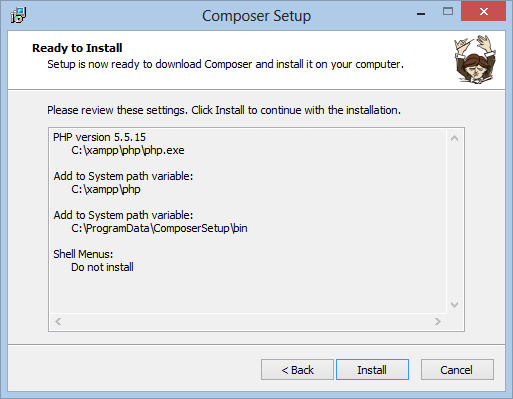 Composer Setup
Ready to Install
Setup is now ready to download Composer and install it on your computer.
Please review these settings. Click Install to continue with the installation.
PHP version 5.5.15
C:\xampp\php\php.exe
Add to System path variable:
C:\xampp\php
Add to System path variable:
C:\ProgramData\ComposerSetup\bin
Shell Menus:
Do not install
< Back
Install
Cancel